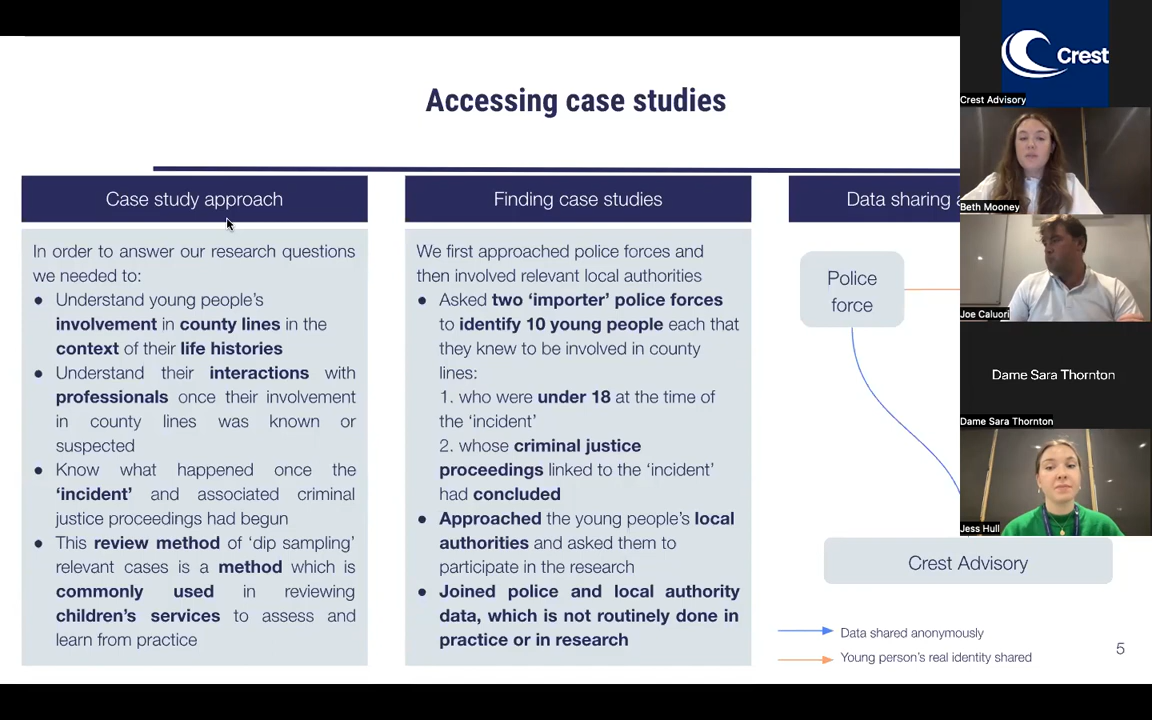 Accessing case studies
Case study approach
In order to answer our research questions
we needed to:
● Understand young people's
involvement in county lines in the
context of their life histories
● Understand their interactions with
professionals once their involvement
in county lines was known or
suspected
● Know what happened once the
'incident' and associated criminal
justice proceedings had begun
● This review method of 'dip sampling'
relevant cases is a method which is
commonly used in reviewing
children's services to assess and
learn from practice
Finding case studies
We first approached police forces and
then involved relevant local authorities
● Asked two 'importer' police forces
to identify 10 young people each that
they knew to be involved in county
lines:
1. who were under 18 at the time of
the 'incident'
2. whose criminal justice
proceedings linked to the 'incident'
had concluded
● Approached the young people's local
authorities and asked them to
participate in the research
● Joined police and local authority
data, which is not routinely done in
practice or in research
Data sharing
Police
force
Crest Advisory
Data shared anonymously
Young person's real identity shared
5
Crest
Crest Advisory
Beth Mooney
Joe Caluori
Dame Sara Thornton
Dame Sara Thornton
Jess Hull